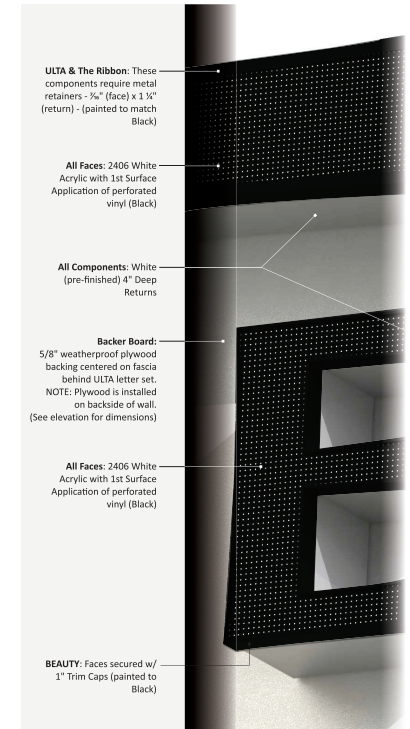 ULTA & The Ribbon: These
components require metal
retainers - ⁷⁄₁₆" (face) x 1 ¼"
(return) - (painted to match
Black)
All Faces: 2406 White
Acrylic with 1st Surface
Application of perforated
vinyl (Black)
All Components: White
(pre-finished) 4" Deep
Returns
Backer Board:
5/8" weatherproof plywood
backing centered on fascia
behind ULTA letter set.
NOTE: Plywood is installed
on backside of wall.
(See elevation for dimensions)
All Faces: 2406 White
Acrylic with 1st Surface
Application of perforated
vinyl (Black)
BEAUTY: Faces secured w/
1" Trim Caps (painted to
Black)